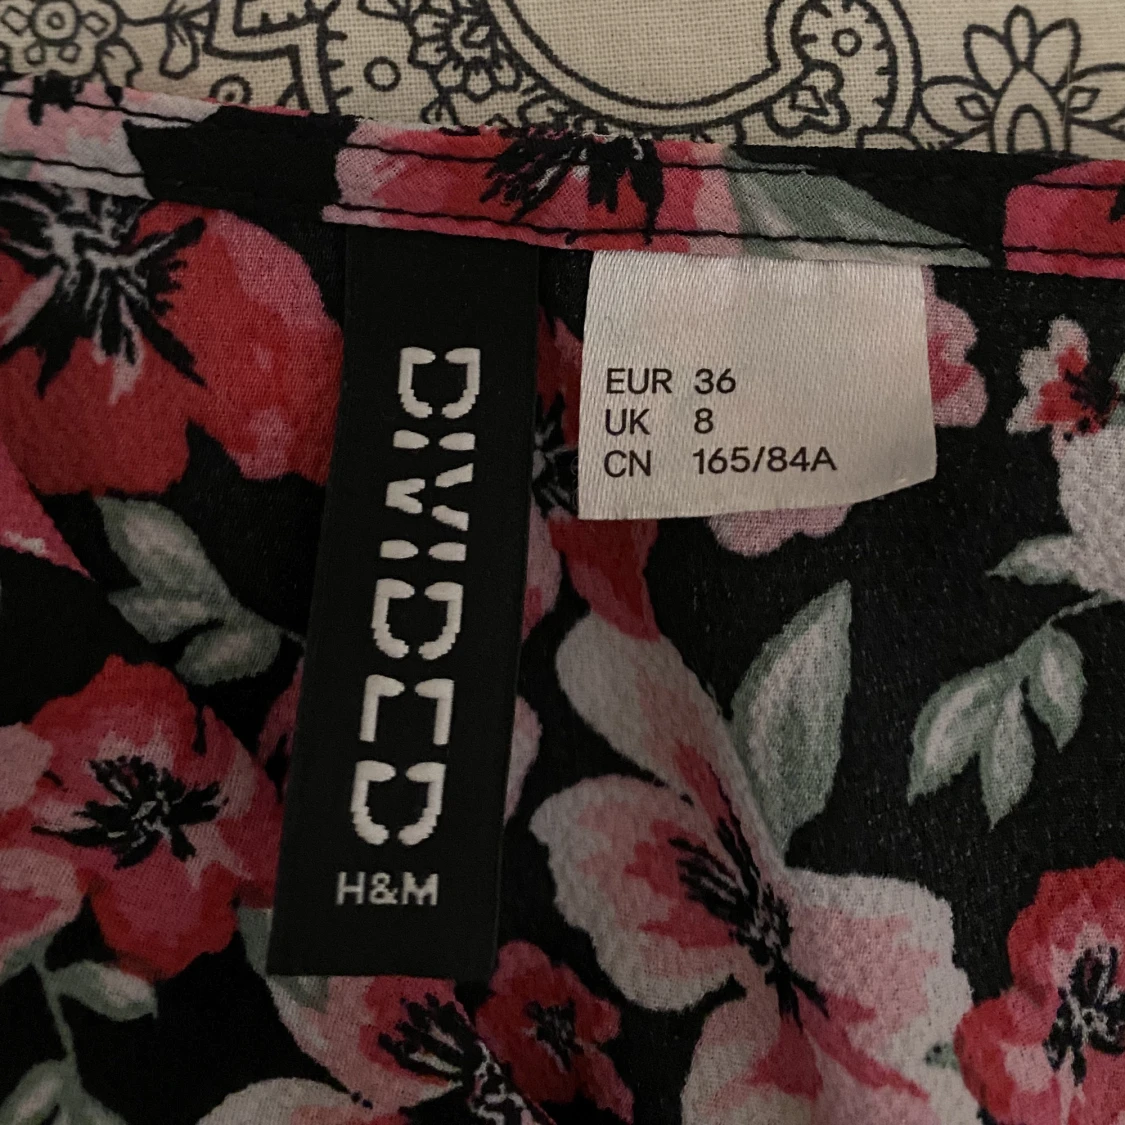 DIVIDED
H&M
EUR 36
UK 8
CN 165/84A